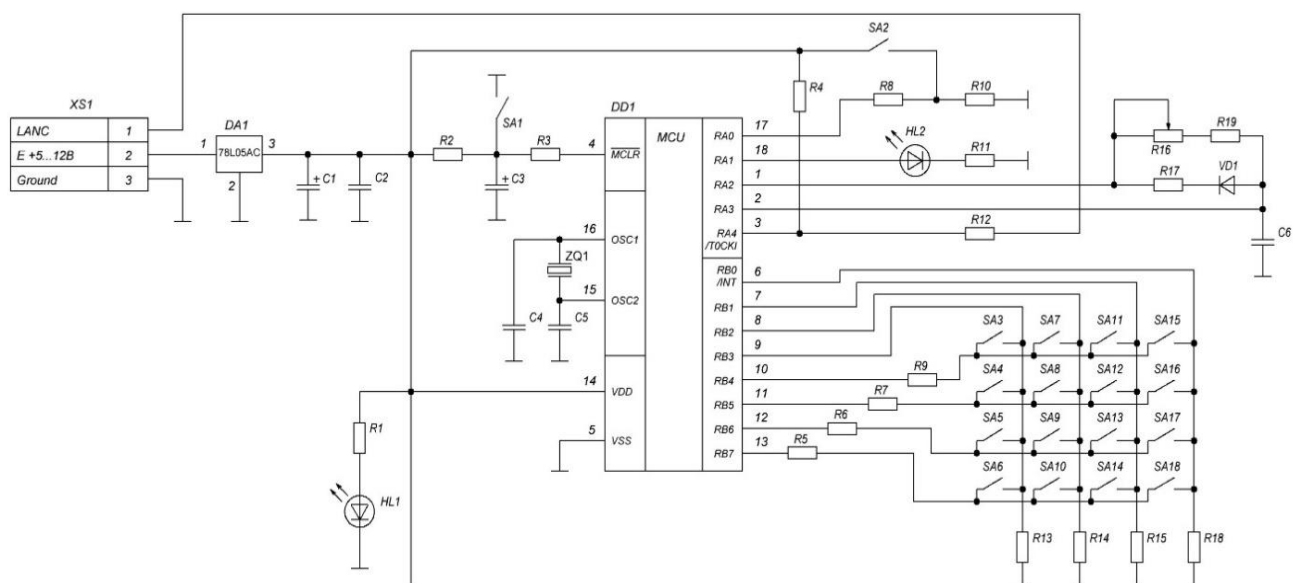 XS1
LANC 1
E +5...12В 2
Ground 3
DA1
1 78L05AC 3
2
+ C1
C2
R2
SA1
R3
+ C3
4
DD1
MCU
MCLR
16 OSC1
ZQ1
15 OSC2
C4
C5
14 VDD
5 VSS
R1
HL1
SA2
R4
R8
R10
17 RA0
HL2
R11
18 RA1
1 RA2
2 RA3
3 RA4
/T0CKI
R12
R16
R19
R17
VD1
C6
6 RB0
/INT
7 RB1
8 RB2
9 RB3
10 RB4
11 RB5
12 RB6
13 RB7
R9
R7
R6
R5
SA3 SA7 SA11 SA15
SA4 SA8 SA12 SA16
SA5 SA9 SA13 SA17
SA6 SA10 SA14 SA18
R13 R14 R15 R18